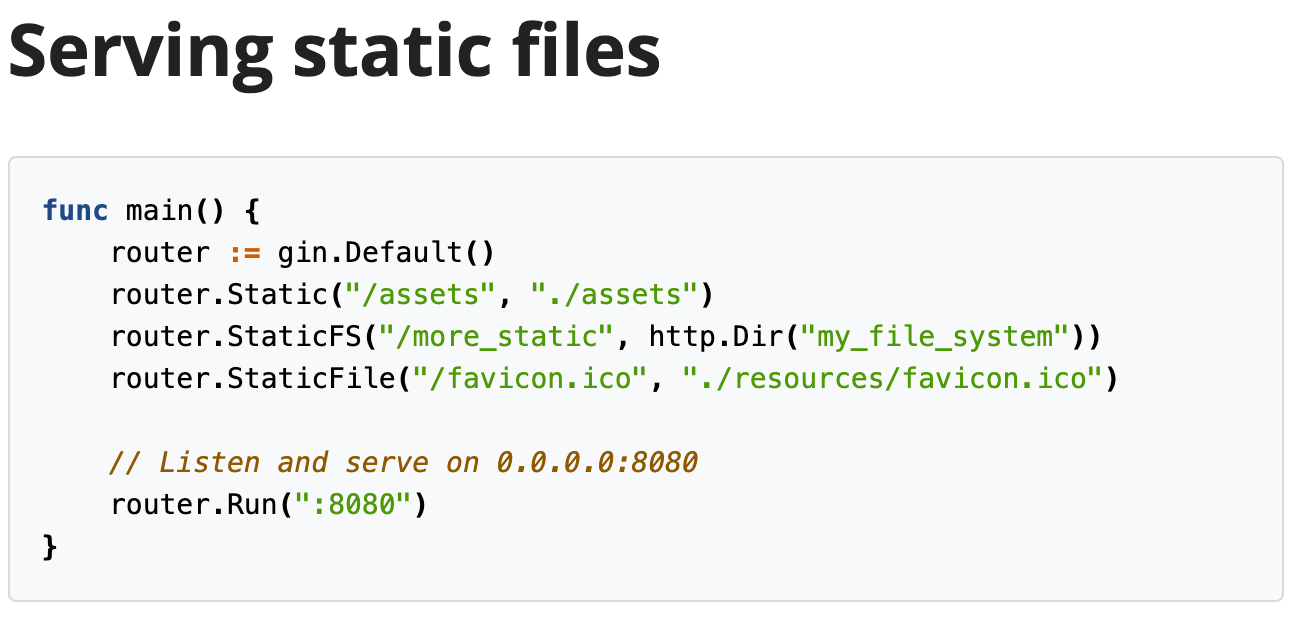 Serving static files
func main() {
    router := gin.Default()
    router.Static("/assets", "./assets")
    router.StaticFS("/more_static", http.Dir("my_file_system"))
    router.StaticFile("/favicon.ico", "./resources/favicon.ico")
    // Listen and serve on 0.0.0.0:8080
    router.Run(":8080")
}